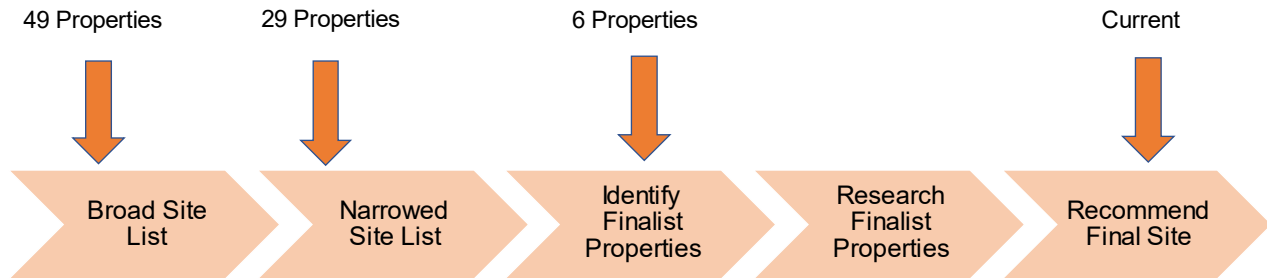 49 Properties
29 Properties
6 Properties
Current
Broad Site
List
Narrowed
Site List
Identify
Finalist
Properties
Research
Finalist
Properties
Recommend
Final Site